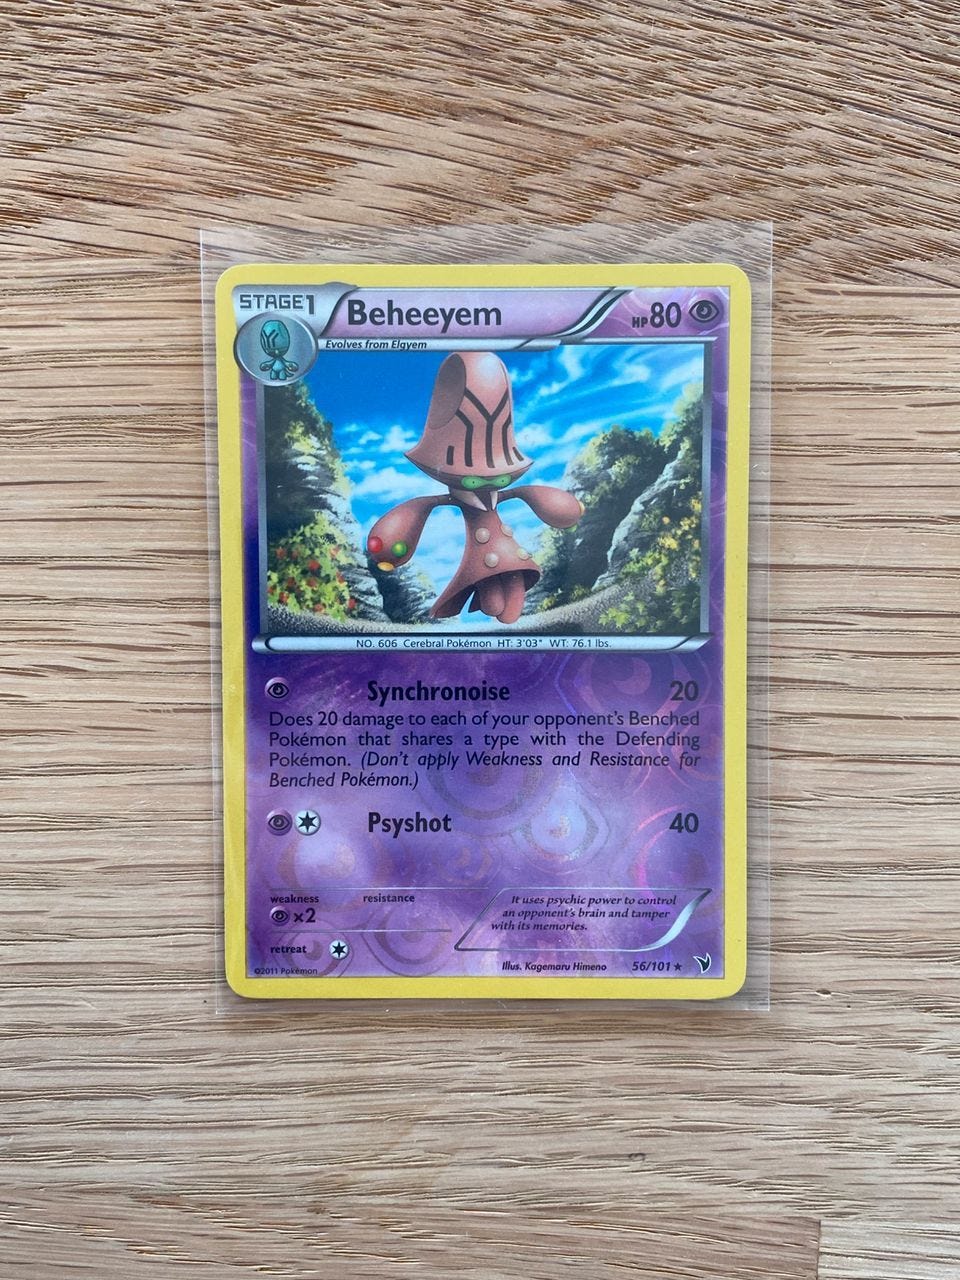 STAGE1
Beheeyem
HP80
Evolves from Elgyem
NO. 606 Cerebral Pokémon HT: 3'03" WT: 76.1 lbs.
Synchronoise 20
Does 20 damage to each of your opponent's Benched
Pokémon that shares a type with the Defending
Pokémon. (Don't apply Weakness and Resistance for
Benched Pokémon.)
Psyshot 40
weakness resistance
×2
retreat
It uses psychic power to control
an opponent's brain and tamper
with its memories.
©2011 Pokémon
Illus. Kagemaru Himeno 56/101 ★